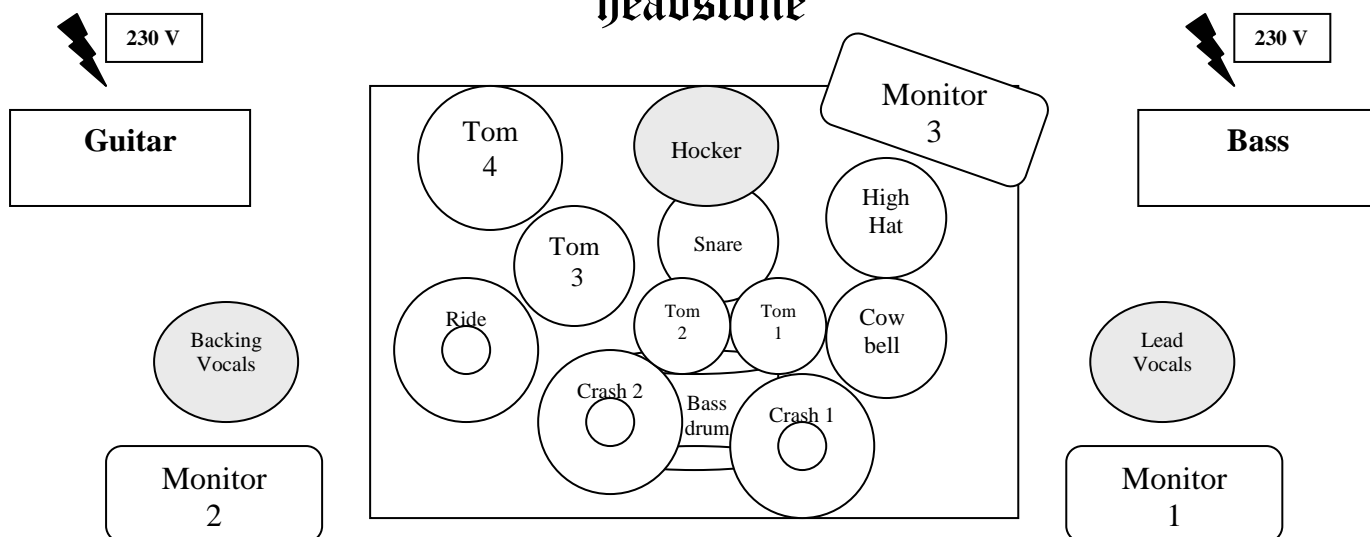 headstone
230 V
230 V
Guitar
Tom
4
Hocker
Monitor
3
Bass
Snare
High
Hat
Tom
3
Ride
Tom
2
Tom
1
Cow
bell
Backing
Vocals
Lead
Vocals
Crash 2
Bass
drum
Crash 1
Monitor
2
Monitor
1